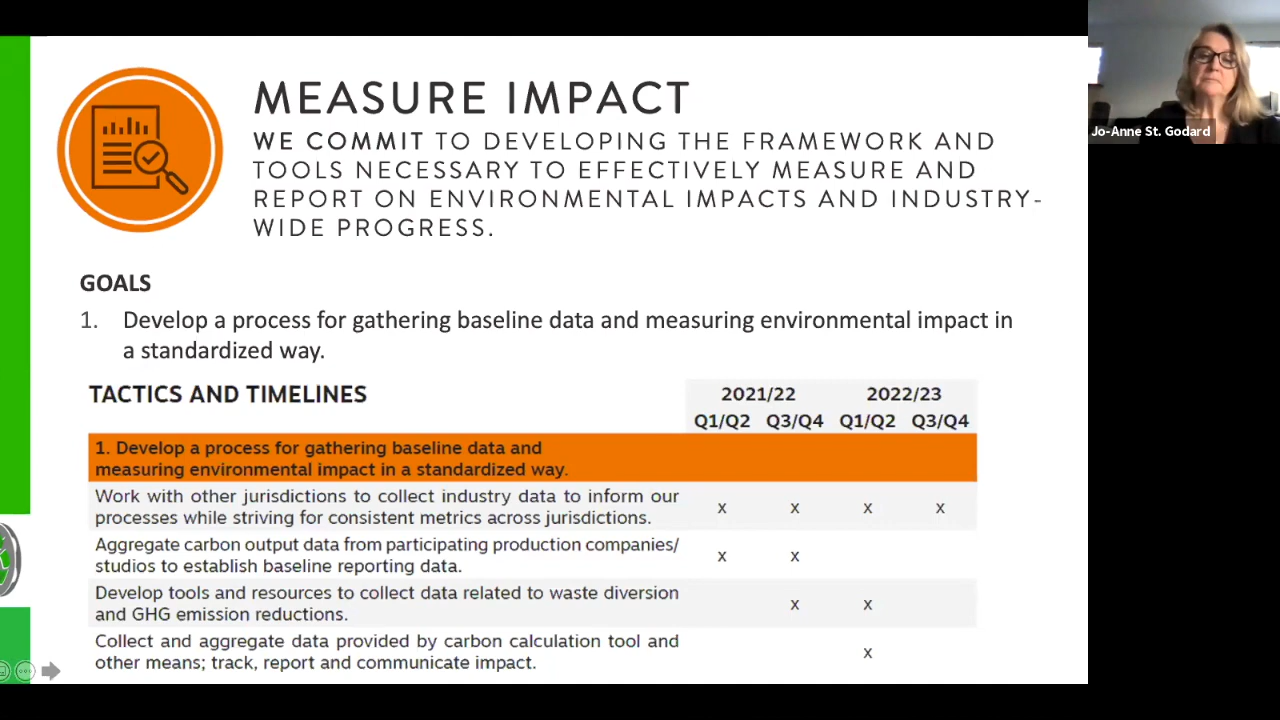 MEASURE IMPACT
WE COMMIT TO DEVELOPING THE FRAMEWORK AND
TOOLS NECESSARY TO EFFECTIVELY MEASURE AND
REPORT ON ENVIRONMENTAL IMPACTS AND INDUSTRY-
WIDE PROGRESS.
Jo-Anne St. Godard
GOALS
1. Develop a process for gathering baseline data and measuring environmental impact in
a standardized way.
TACTICS AND TIMELINES
2021/22 2022/23
Q1/Q2 Q3/Q4 Q1/Q2 Q3/Q4
1. Develop a process for gathering baseline data and
measuring environmental impact in a standardized way.
Work with other jurisdictions to collect industry data to inform our
processes while striving for consistent metrics across jurisdictions.
x x x x
Aggregate carbon output data from participating production companies/
studios to establish baseline reporting data.
x x
Develop tools and resources to collect data related to waste diversion
and GHG emission reductions.
x x
Collect and aggregate data provided by carbon calculation tool and
other means; track, report and communicate impact.
x